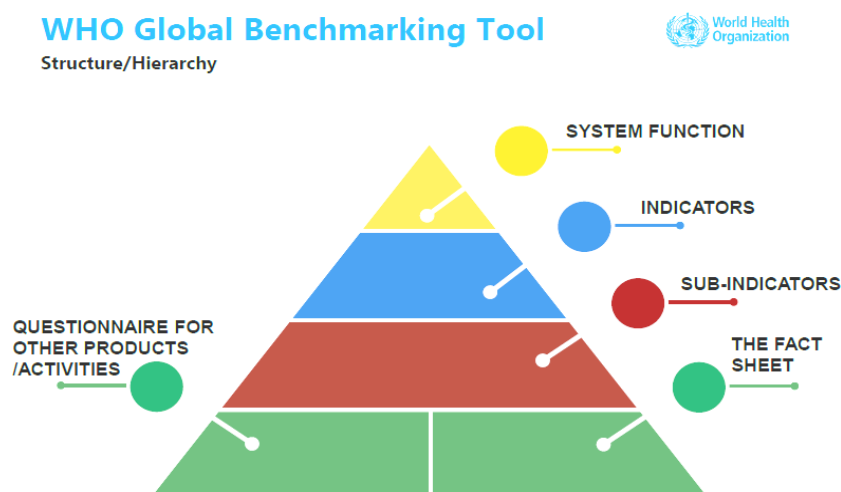 WHO Global Benchmarking Tool
Structure/Hierarchy
World Health
Organization
SYSTEM FUNCTION
INDICATORS
SUB-INDICATORS
QUESTIONNAIRE FOR
OTHER PRODUCTS
/ACTIVITIES
THE FACT
SHEET